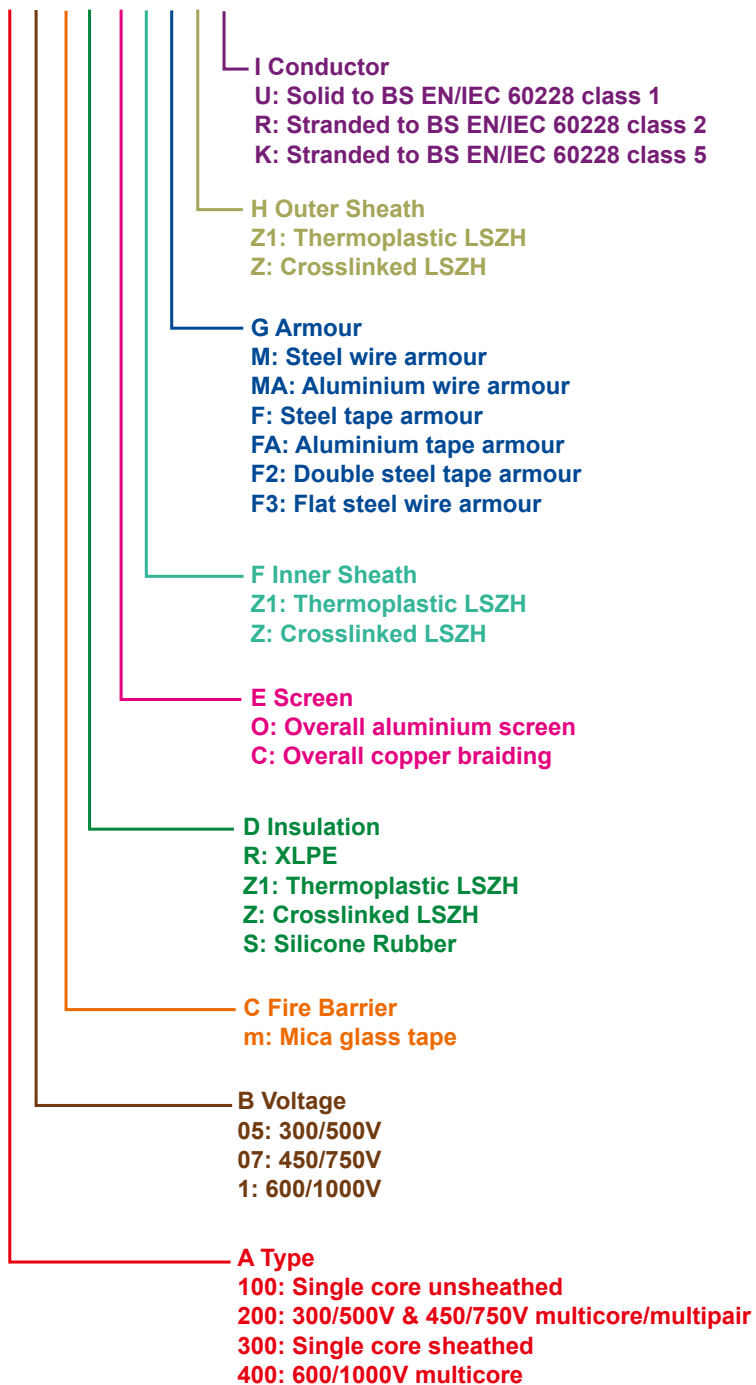 I Conductor
U: Solid to BS EN/IEC 60228 class 1
R: Stranded to BS EN/IEC 60228 class 2
K: Stranded to BS EN/IEC 60228 class 5
H Outer Sheath
Z1: Thermoplastic LSZH
Z: Crosslinked LSZH
G Armour
M: Steel wire armour
MA: Aluminium wire armour
F: Steel tape armour
FA: Aluminium tape armour
F2: Double steel tape armour
F3: Flat steel wire armour
F Inner Sheath
Z1: Thermoplastic LSZH
Z: Crosslinked LSZH
E Screen
O: Overall aluminium screen
C: Overall copper braiding
D Insulation
R: XLPE
Z1: Thermoplastic LSZH
Z: Crosslinked LSZH
S: Silicone Rubber
C Fire Barrier
m: Mica glass tape
B Voltage
05: 300/500V
07: 450/750V
1: 600/1000V
A Type
100: Single core unsheathed
200: 300/500V & 450/750V multicore/multipair
300: Single core sheathed
400: 600/1000V multicore